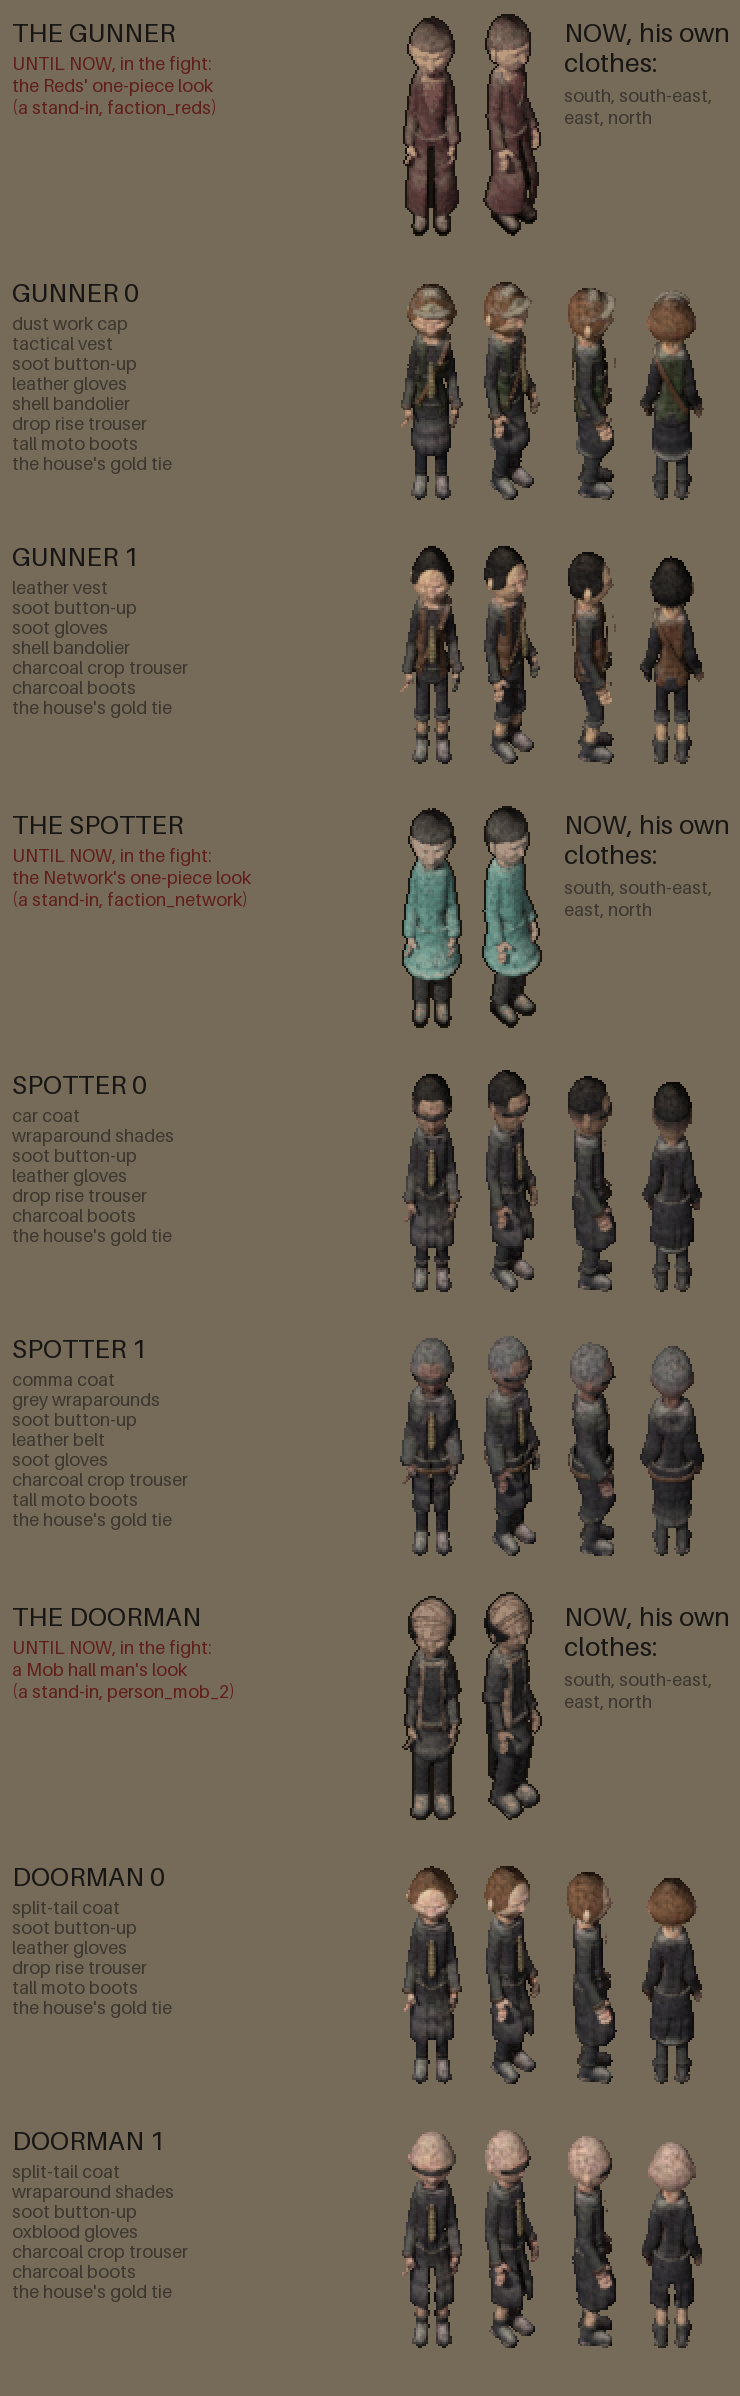 THE GUNNER
UNTIL NOW, in the fight:
the Reds' one-piece look
(a stand-in, faction_reds)
NOW, his own
clothes:
south, south-east,
east, north
GUNNER 0
dust work cap
tactical vest
soot button-up
leather gloves
shell bandolier
drop rise trouser
tall moto boots
the house's gold tie
GUNNER 1
leather vest
soot button-up
soot gloves
shell bandolier
charcoal crop trouser
charcoal boots
the house's gold tie
THE SPOTTER
UNTIL NOW, in the fight:
the Network's one-piece look
(a stand-in, faction_network)
NOW, his own
clothes:
south, south-east,
east, north
SPOTTER 0
car coat
wraparound shades
soot button-up
leather gloves
drop rise trouser
charcoal boots
the house's gold tie
SPOTTER 1
comma coat
grey wraparounds
soot button-up
leather belt
soot gloves
charcoal crop trouser
tall moto boots
the house's gold tie
THE DOORMAN
UNTIL NOW, in the fight:
a Mob hall man's look
(a stand-in, person_mob_2)
NOW, his own
clothes:
south, south-east,
east, north
DOORMAN 0
split-tail coat
soot button-up
leather gloves
drop rise trouser
tall moto boots
the house's gold tie
DOORMAN 1
split-tail coat
wraparound shades
soot button-up
oxblood gloves
charcoal crop trouser
charcoal boots
the house's gold tie